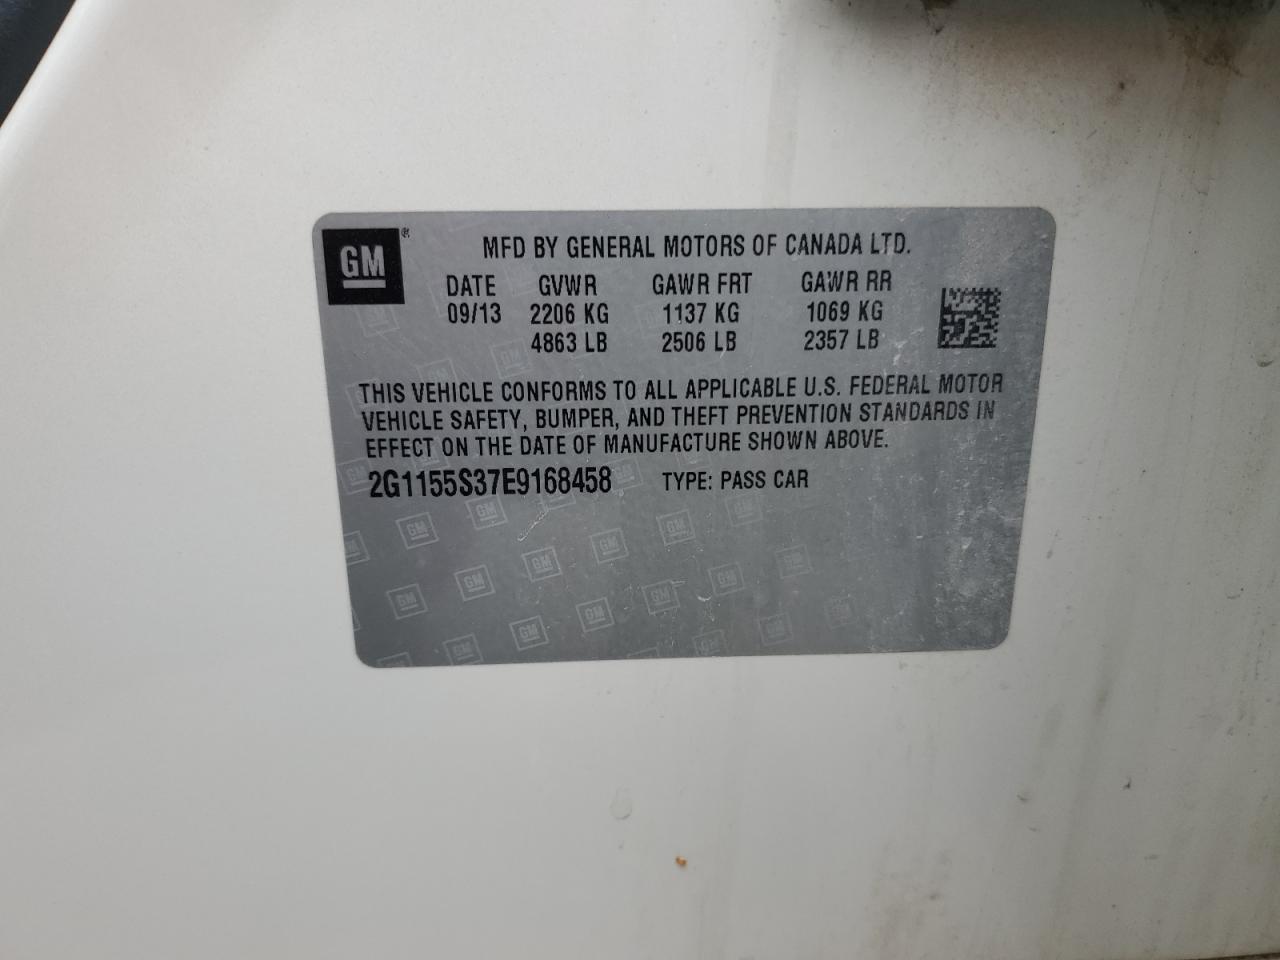 GM®
MFD BY GENERAL MOTORS OF CANADA LTD.
DATE GVWR GAWR FRT GAWR RR
09/13 2206 KG 1137 KG 1069 KG
4863 LB 2506 LB 2357 LB
THIS VEHICLE CONFORMS TO ALL APPLICABLE U.S. FEDERAL MOTOR
VEHICLE SAFETY, BUMPER, AND THEFT PREVENTION STANDARDS IN
EFFECT ON THE DATE OF MANUFACTURE SHOWN ABOVE.
2G1155S37E9168458 TYPE: PASS CAR